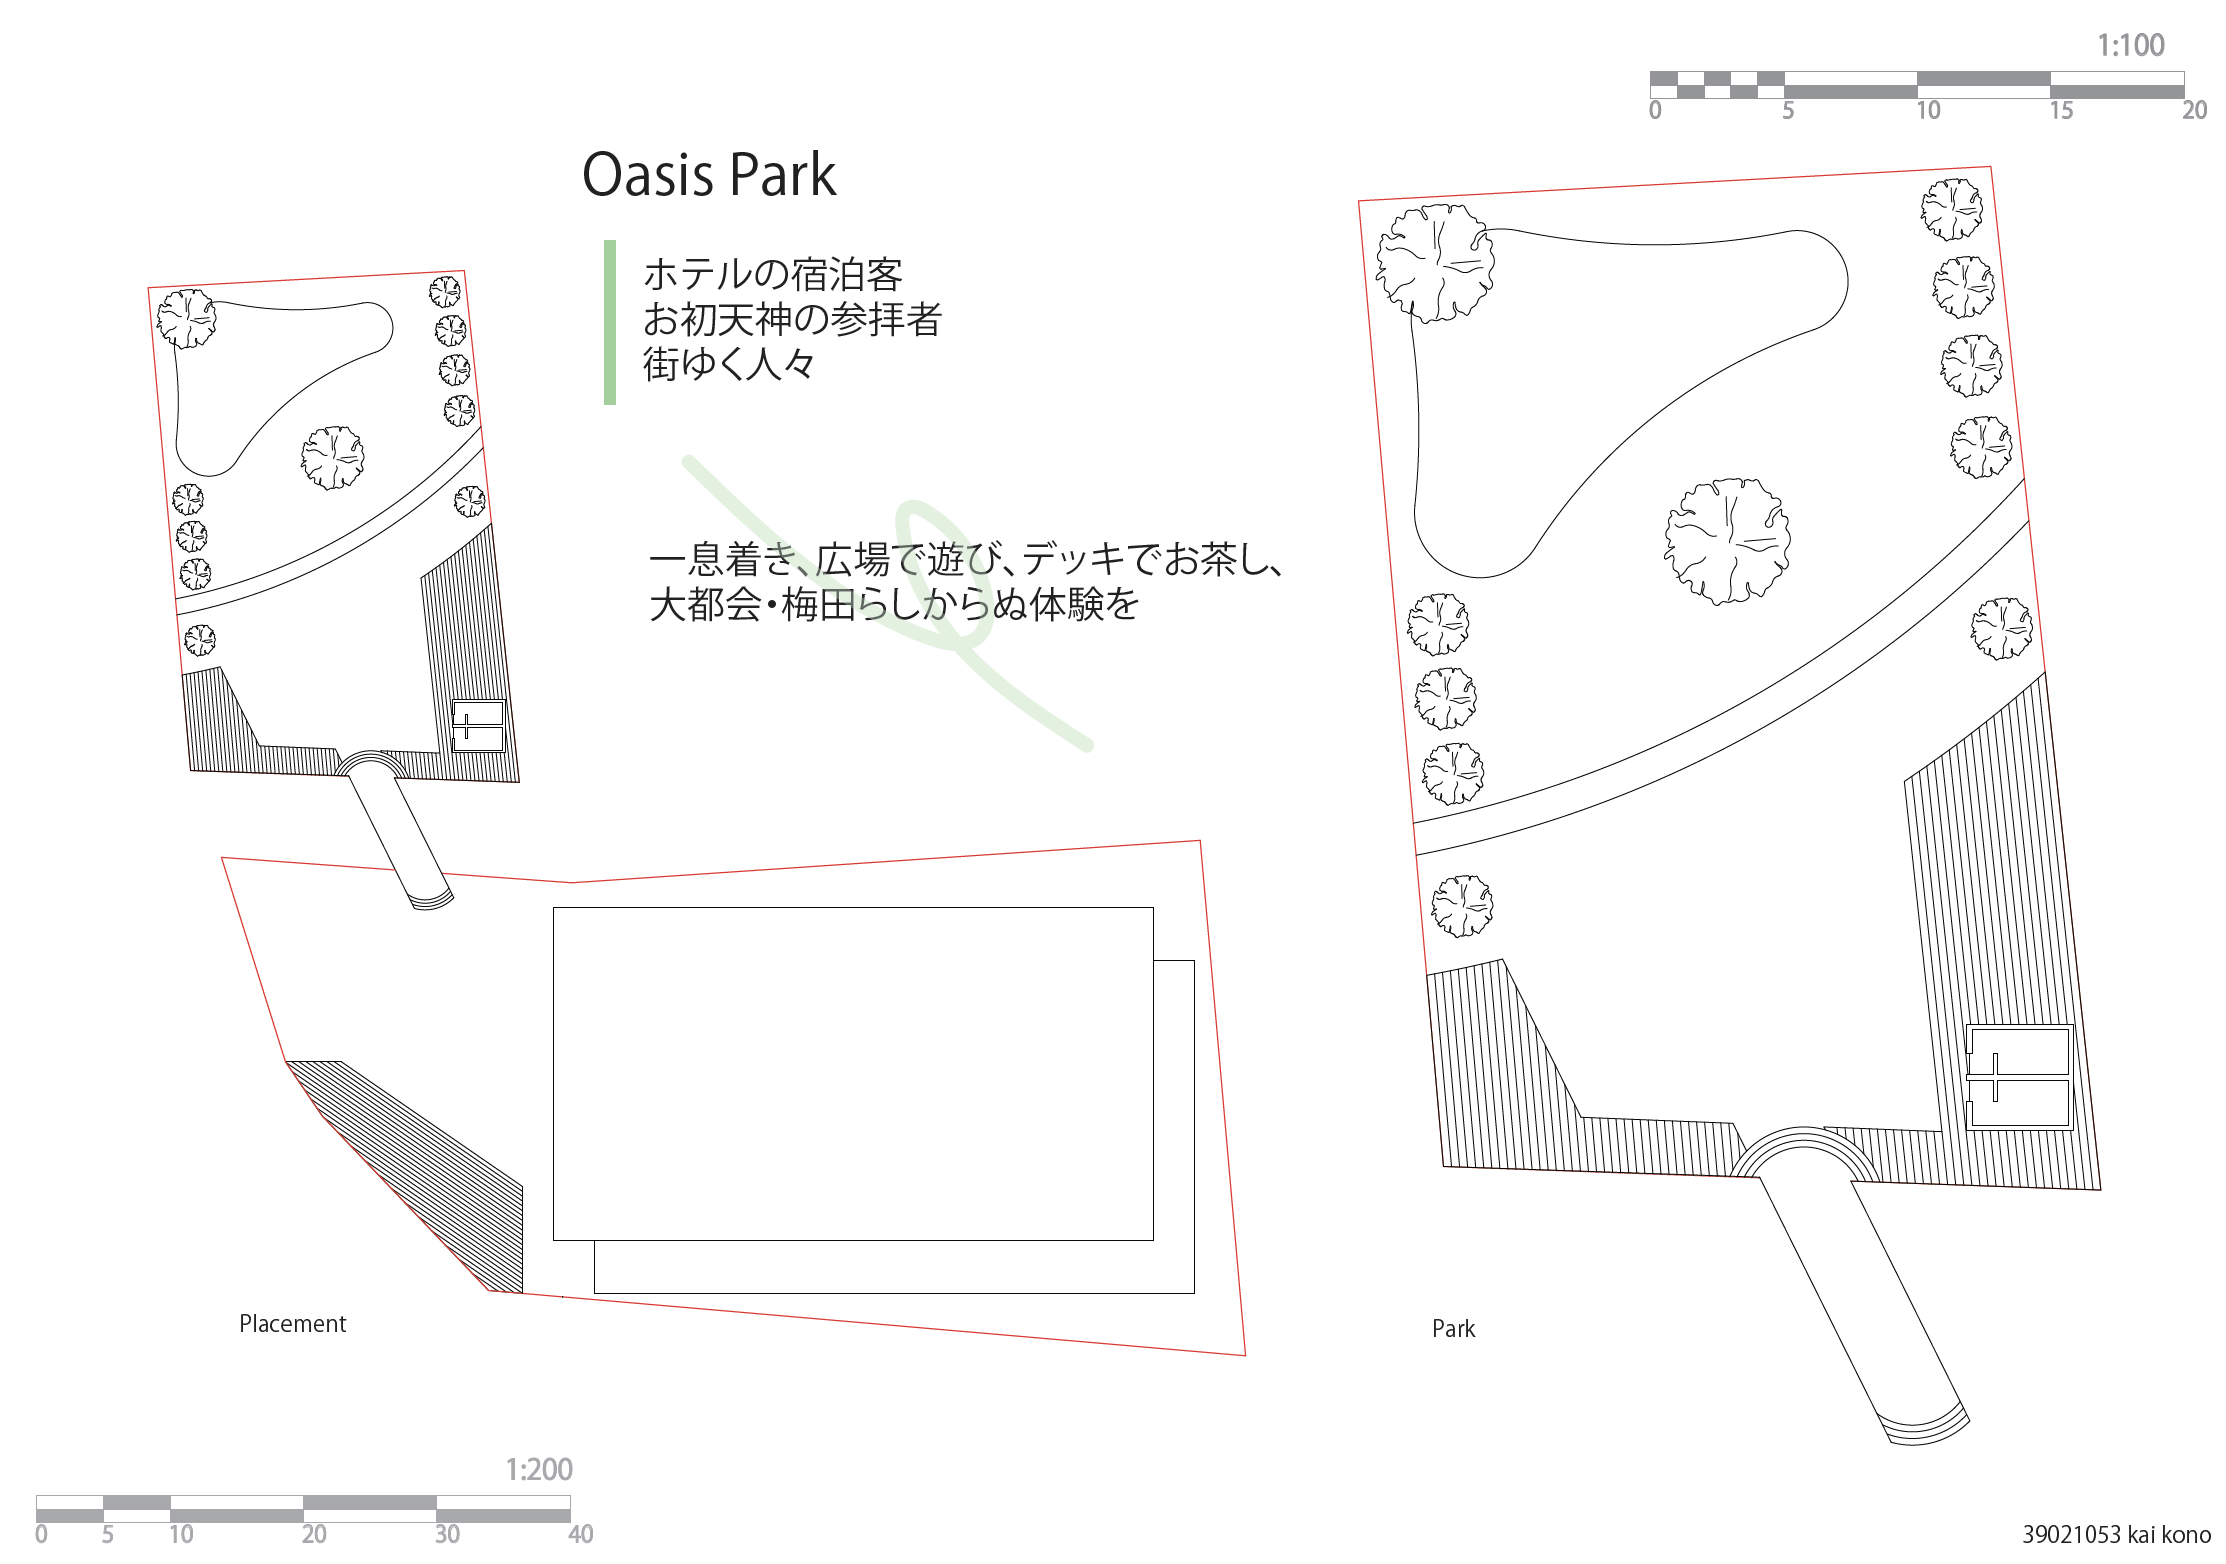 1:100
0 5 10 15 20
Oasis Park
ホテルの宿泊客
お初天神の参拝者
街ゆく人々
一息着き、広場で遊び、デッキでお茶し、
大都会・梅田らしからぬ体験を
Placement
Park
1:200
0 5 10 20 30 40
39021053 kai kono